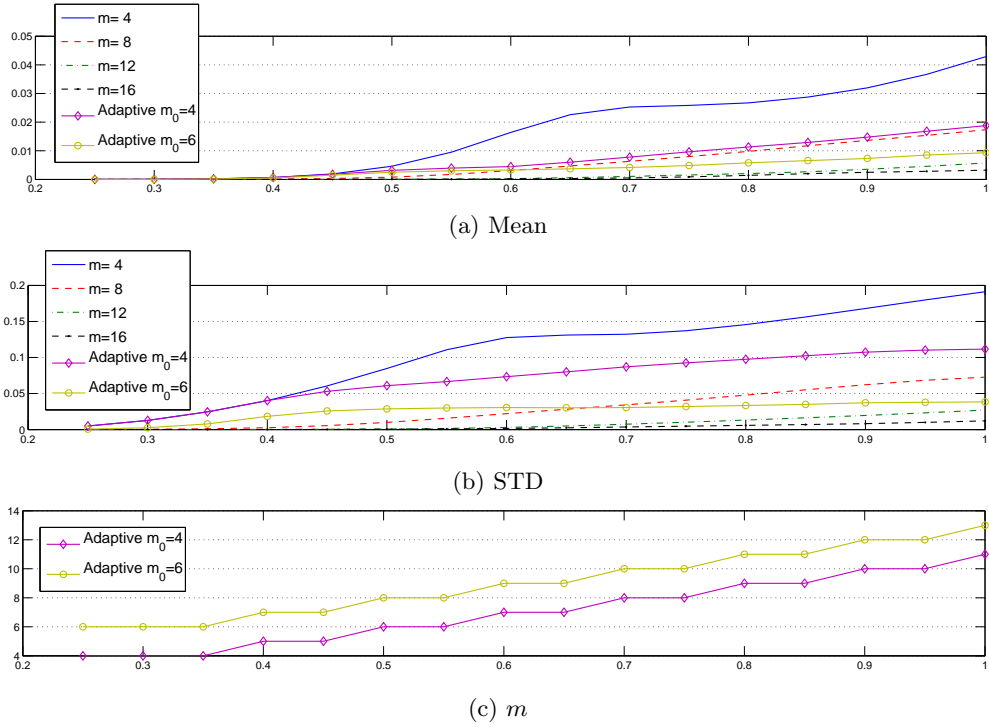 m= 4
m= 8
m=12
m=16
Adaptive m0=4
Adaptive m0=6
0.05
0.04
0.03
0.02
0.01
0
0.2 0.3 0.4 0.5 0.6 0.7 0.8 0.9 1
(a) Mean
m= 4
m= 8
m=12
m=16
Adaptive m0=4
Adaptive m0=6
0.2
0.15
0.1
0.05
0
0.2 0.3 0.4 0.5 0.6 0.7 0.8 0.9 1
(b) STD
Adaptive m0=4
Adaptive m0=6
14
12
10
8
6
4
0.2 0.3 0.4 0.5 0.6 0.7 0.8 0.9 1
(c) m